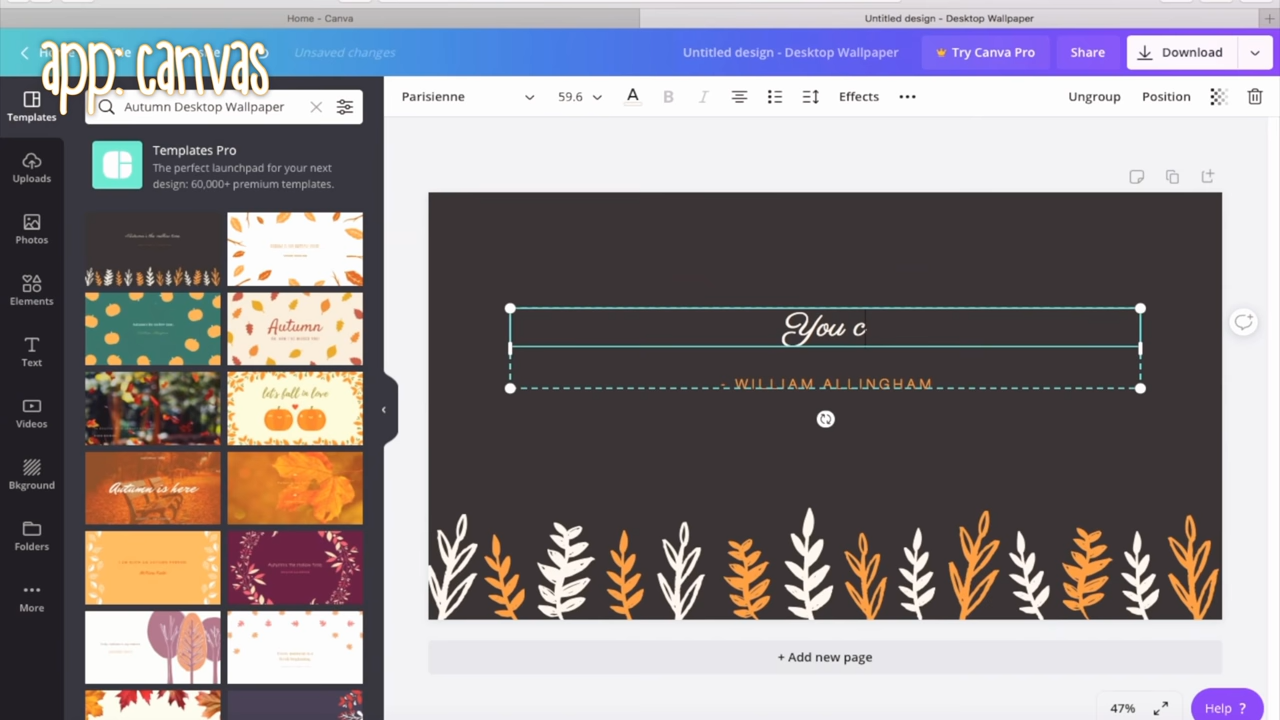 Home - Canva
Untitled design - Desktop Wallpaper
app: canvas
Unsaved changes
Untitled design - Desktop Wallpaper
Try Canva Pro
Share
Download
Templates
Autumn Desktop Wallpaper
Parisienne
59.6
A
B
I
Effects
Ungroup
Position
Templates Pro
The perfect launchpad for your next
design: 60,000+ premium templates.
Uploads
Photos
Elements
Text
Videos
Bkground
Folders
More
Autumn
let's fall in love
Autumn is here
You c
- WILLIAM ALLINGHAM
+ Add new page
47%
Help ?